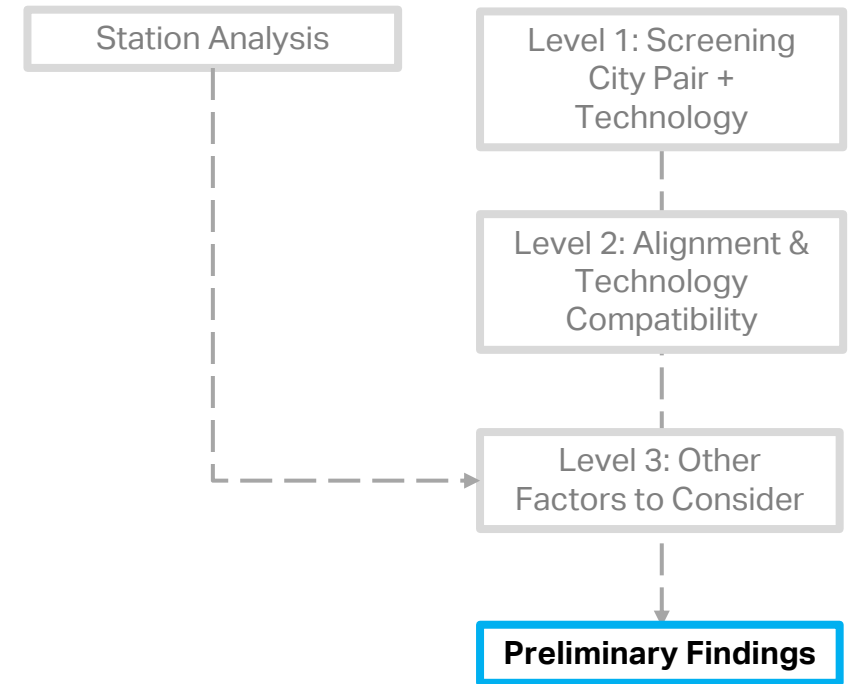 Station Analysis
Level 1: Screening
City Pair +
Technology
Level 2: Alignment &
Technology
Compatibility
Level 3: Other
Factors to Consider
Preliminary Findings